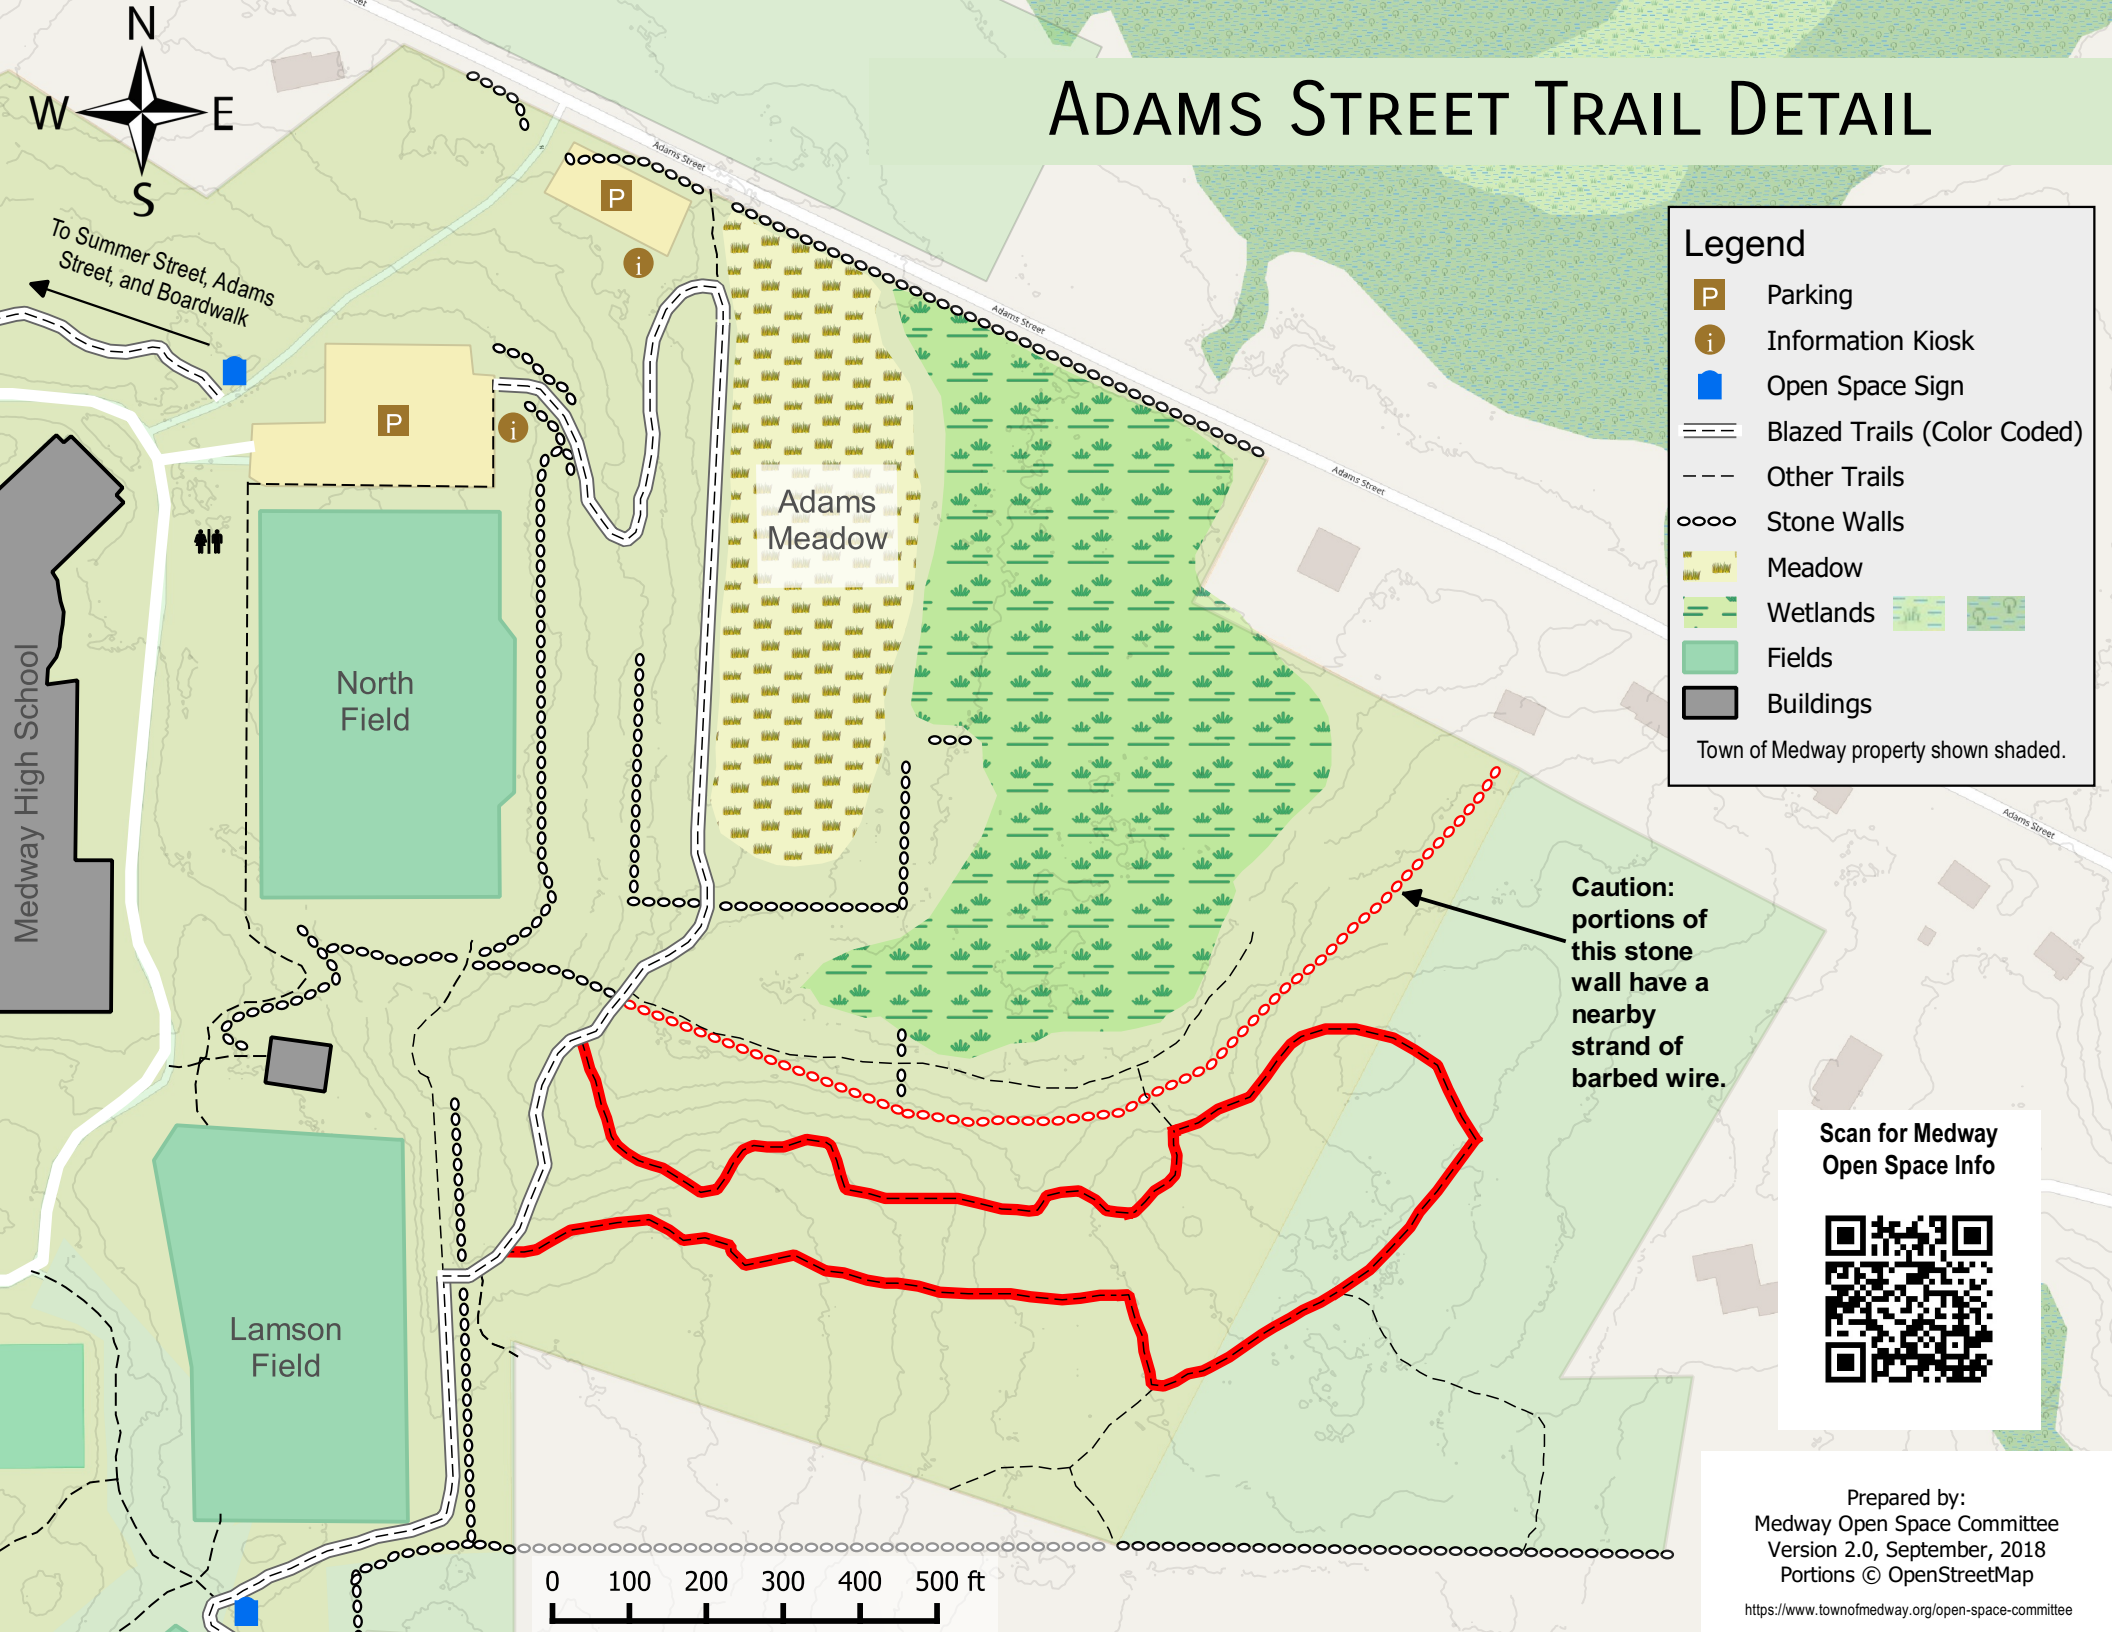 ADAMS STREET TRAIL DETAIL
N
W
E
S
To Summer Street, Adams
Street, and Boardwalk
Adams Street
P
i
P
i
Adams Street
Adams Street
Adams Street
Adams
Meadow
North
Field
Medway High School
Lamson
Field
Legend
P Parking
i Information Kiosk
Open Space Sign
Blazed Trails (Color Coded)
Other Trails
Stone Walls
Meadow
Wetlands
Fields
Buildings
Town of Medway property shown shaded.
Caution:
portions of
this stone
wall have a
nearby
strand of
barbed wire.
Scan for Medway
Open Space Info
0 100 200 300 400 500 ft
Prepared by:
Medway Open Space Committee
Version 2.0, September, 2018
Portions © OpenStreetMap
https://www.townofmedway.org/open-space-committee